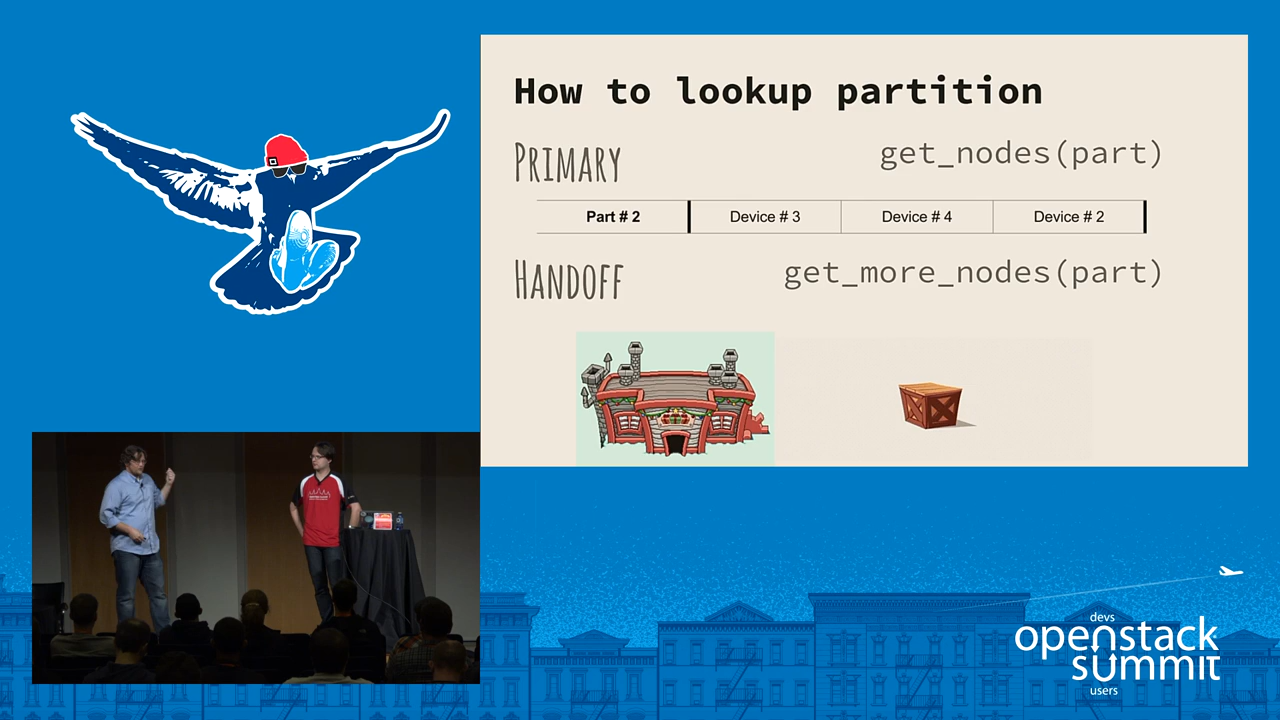 How to lookup partition
PRIMARY
get_nodes(part)
Part # 2 Device # 3 Device # 4 Device # 2
HANDOFF
get_more_nodes(part)
devs
openstack
summit
users